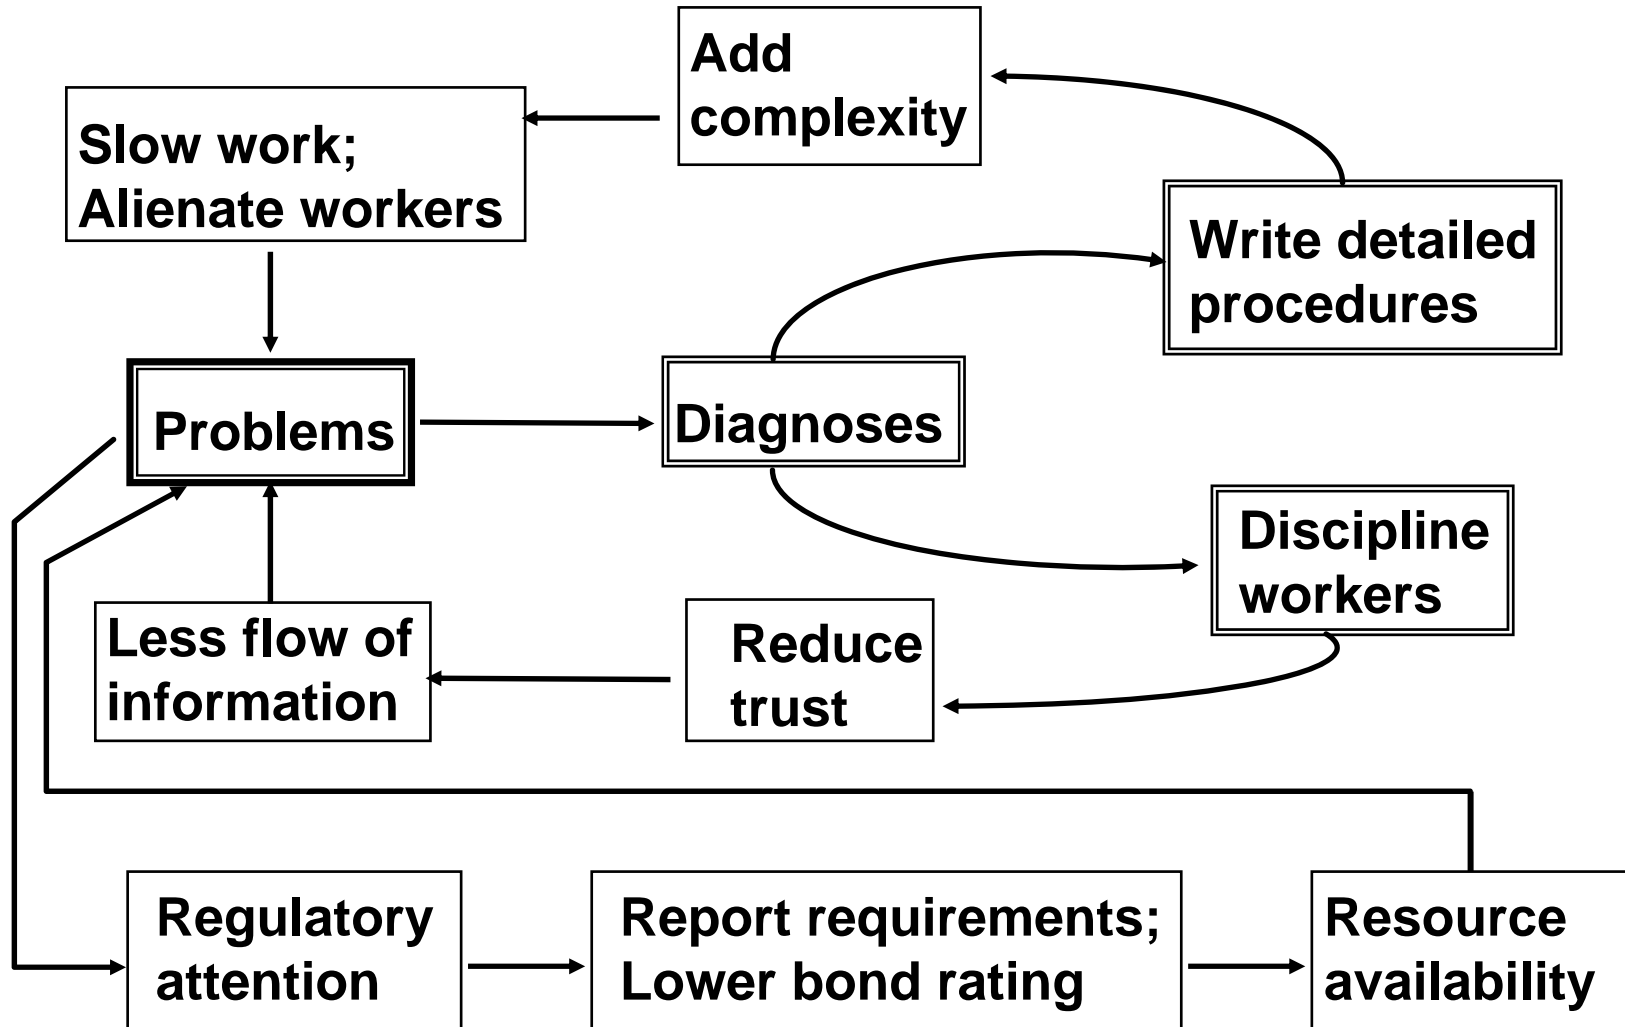 Add
complexity
Slow work;
Alienate workers
Write detailed
procedures
Problems
Diagnoses
Discipline
workers
Less flow of
information
Reduce
trust
Regulatory
attention
Report requirements;
Lower bond rating
Resource
availability